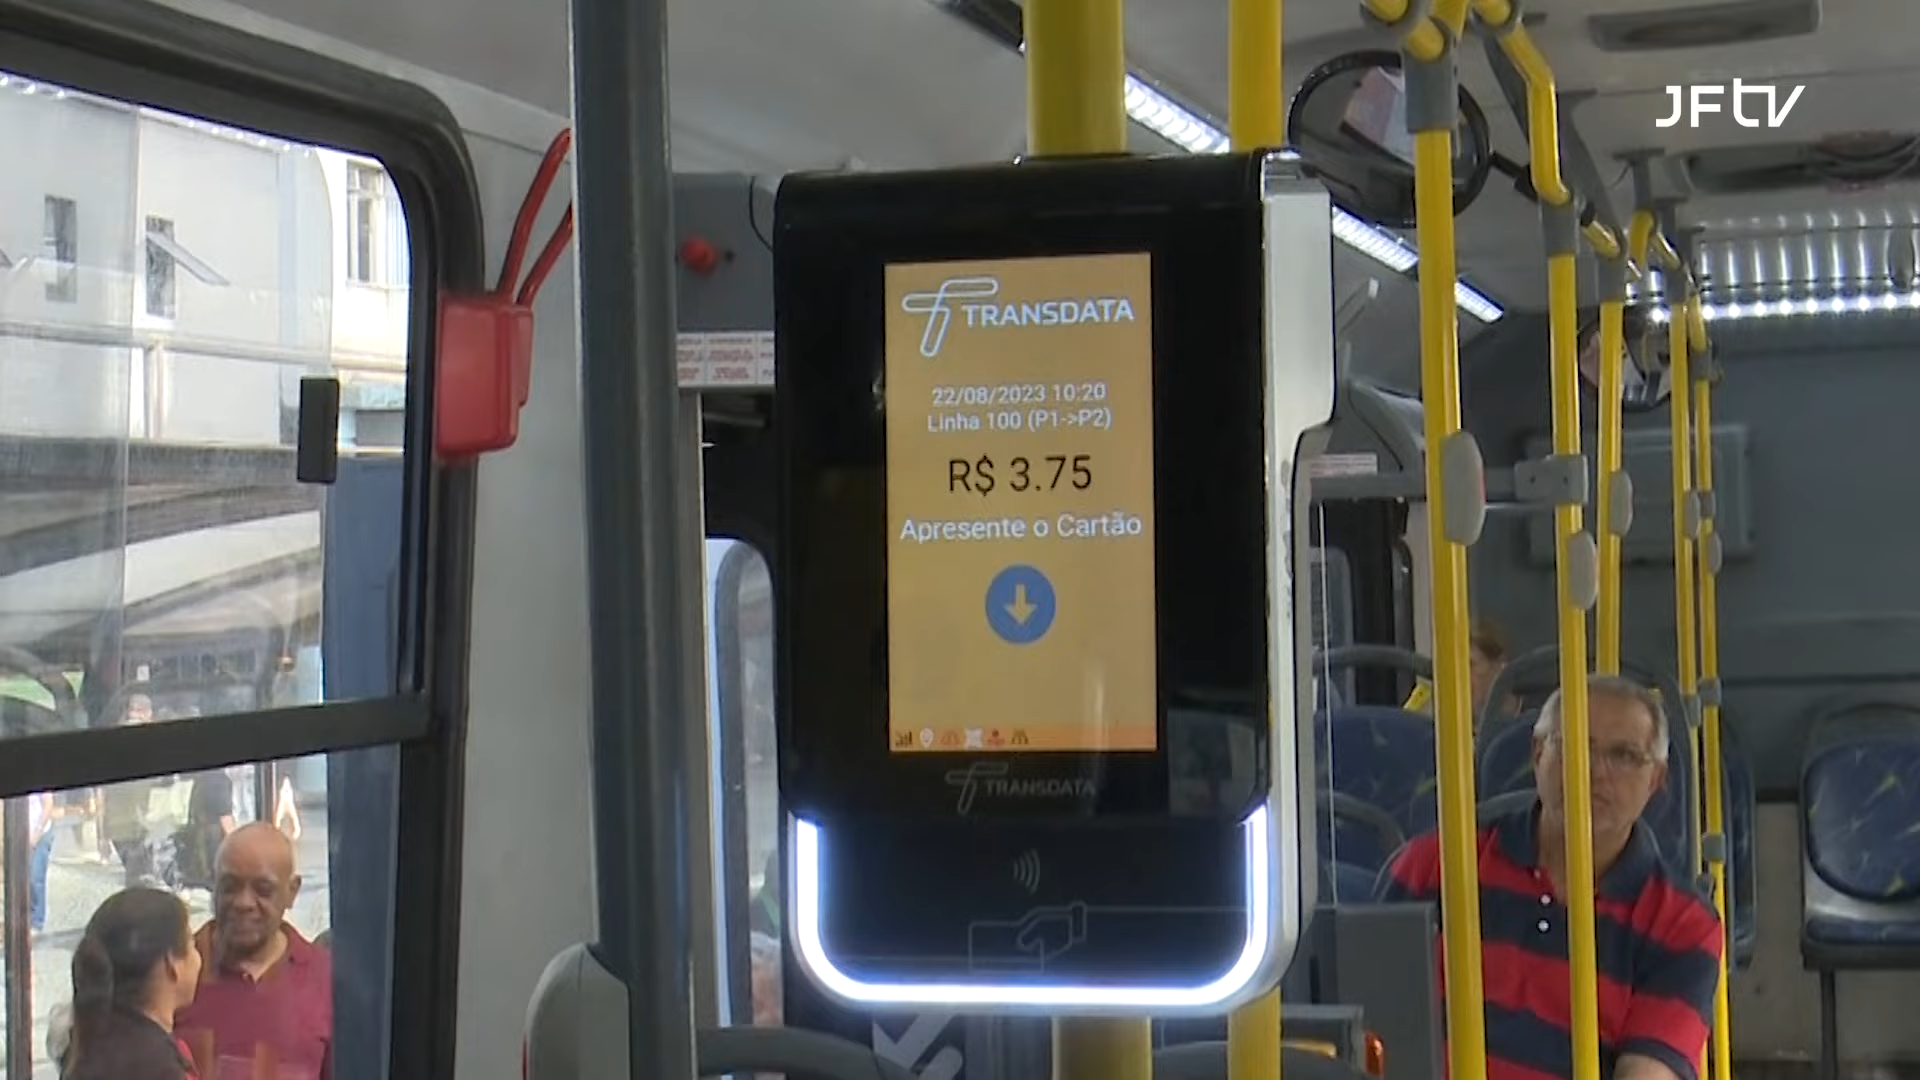 JFTV
TRANSDATA
22/08/2023 10:20
Linha 100 (P1->P2)
R$ 3.75
Apresente o Cartão
TRANSDATA